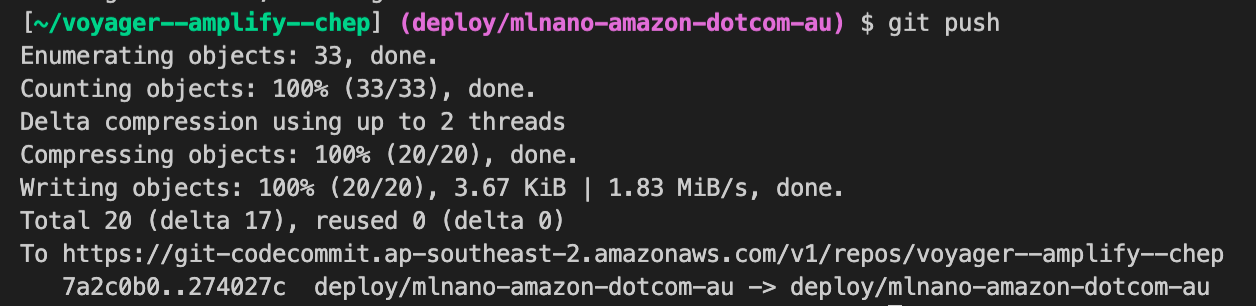 [~/voyager--amplify--chep] (deploy/mlnano-amazon-dotcom-au) $ git push
Enumerating objects: 33, done.
Counting objects: 100% (33/33), done.
Delta compression using up to 2 threads
Compressing objects: 100% (20/20), done.
Writing objects: 100% (20/20), 3.67 KiB | 1.83 MiB/s, done.
Total 20 (delta 17), reused 0 (delta 0)
To https://git-codecommit.ap-southeast-2.amazonaws.com/v1/repos/voyager--amplify--chep
   7a2c0b0..274027c  deploy/mlnano-amazon-dotcom-au -> deploy/mlnano-amazon-dotcom-au